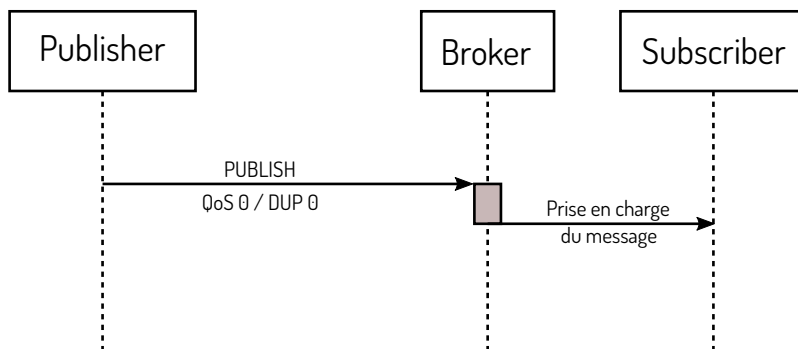 Publisher
Broker
Subscriber
PUBLISH
QoS 0 / DUP 0
Prise en charge
du message